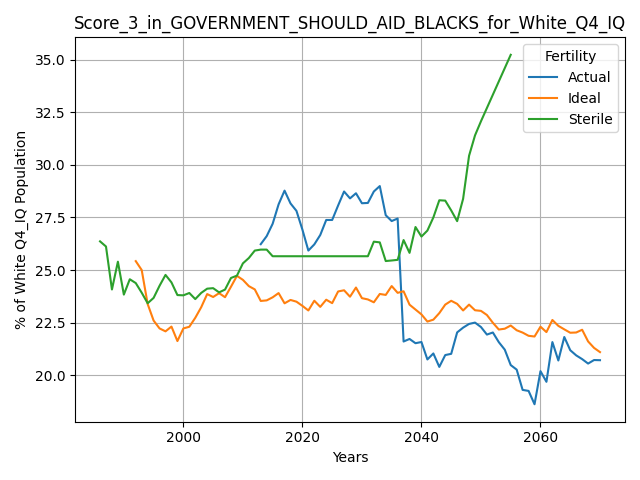 Score_3_in_GOVERNMENT_SHOULD_AID_BLACKS_for_White_Q4_IQ
Fertility
Actual
Ideal
Sterile
% of White Q4_IQ Population
35.0
32.5
30.0
27.5
25.0
22.5
20.0
2000
2020
2040
2060
Years